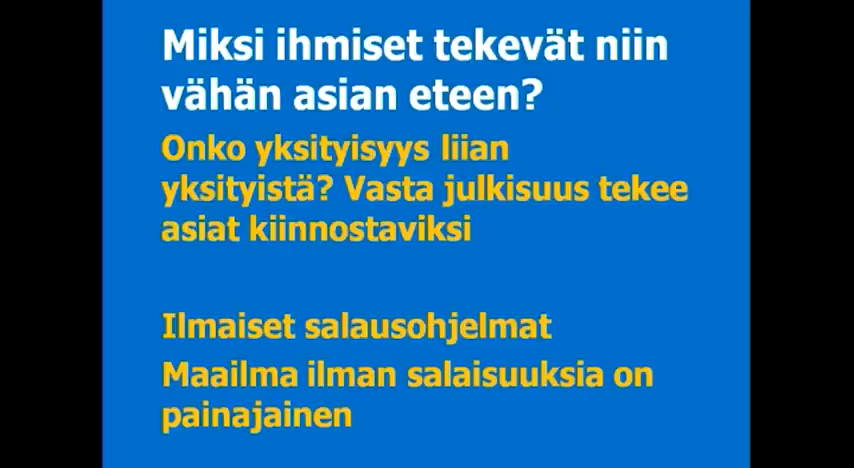 Miksi ihmiset tekevät niin
vähän asian eteen?
Onko yksityisyys liian
yksityistä? Vasta julkisuus tekee
asiat kiinnostaviksi
Ilmaiset salausohjelmat
Maailma ilman salaisuuksia on
painajainen